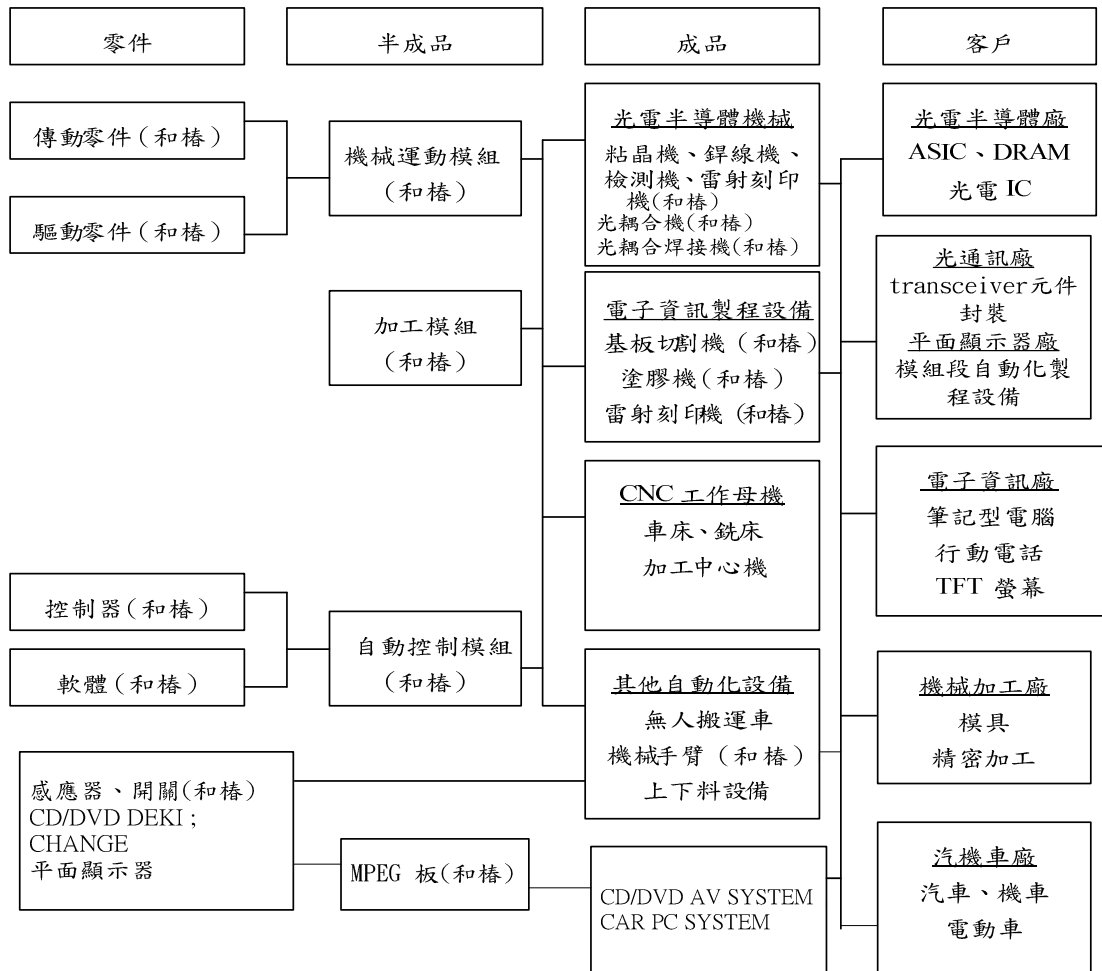 零件
半成品
成品
客戶
傳動零件(和椿)
驅動零件(和椿)
控制器(和椿)
軟體(和椿)
感應器、開關(和椿)
CD/DVD DEKI ;
CHANGE
平面顯示器
機械運動模組
(和椿)
加工模組
(和椿)
自動控制模組
(和椿)
MPEG 板(和椿)
光電半導體機械
粘晶機、銲線機、
檢測機、雷射刻印
機(和椿)
光耦合機(和椿)
光耦合焊接機(和椿)
電子資訊製程設備
基板切割機 (和椿)
塗膠機(和椿)
雷射刻印機 (和椿)
CNC 工作母機
車床、銑床
加工中心機
其他自動化設備
無人搬運車
機械手臂 (和椿)
上下料設備
CD/DVD AV SYSTEM
CAR PC SYSTEM
光電半導體廠
ASIC、DRAM
光電 IC
光通訊廠
transceiver元件
封裝
平面顯示器廠
模組段自動化製
程設備
電子資訊廠
筆記型電腦
行動電話
TFT 螢幕
機械加工廠
模具
精密加工
汽機車廠
汽車、機車
電動車